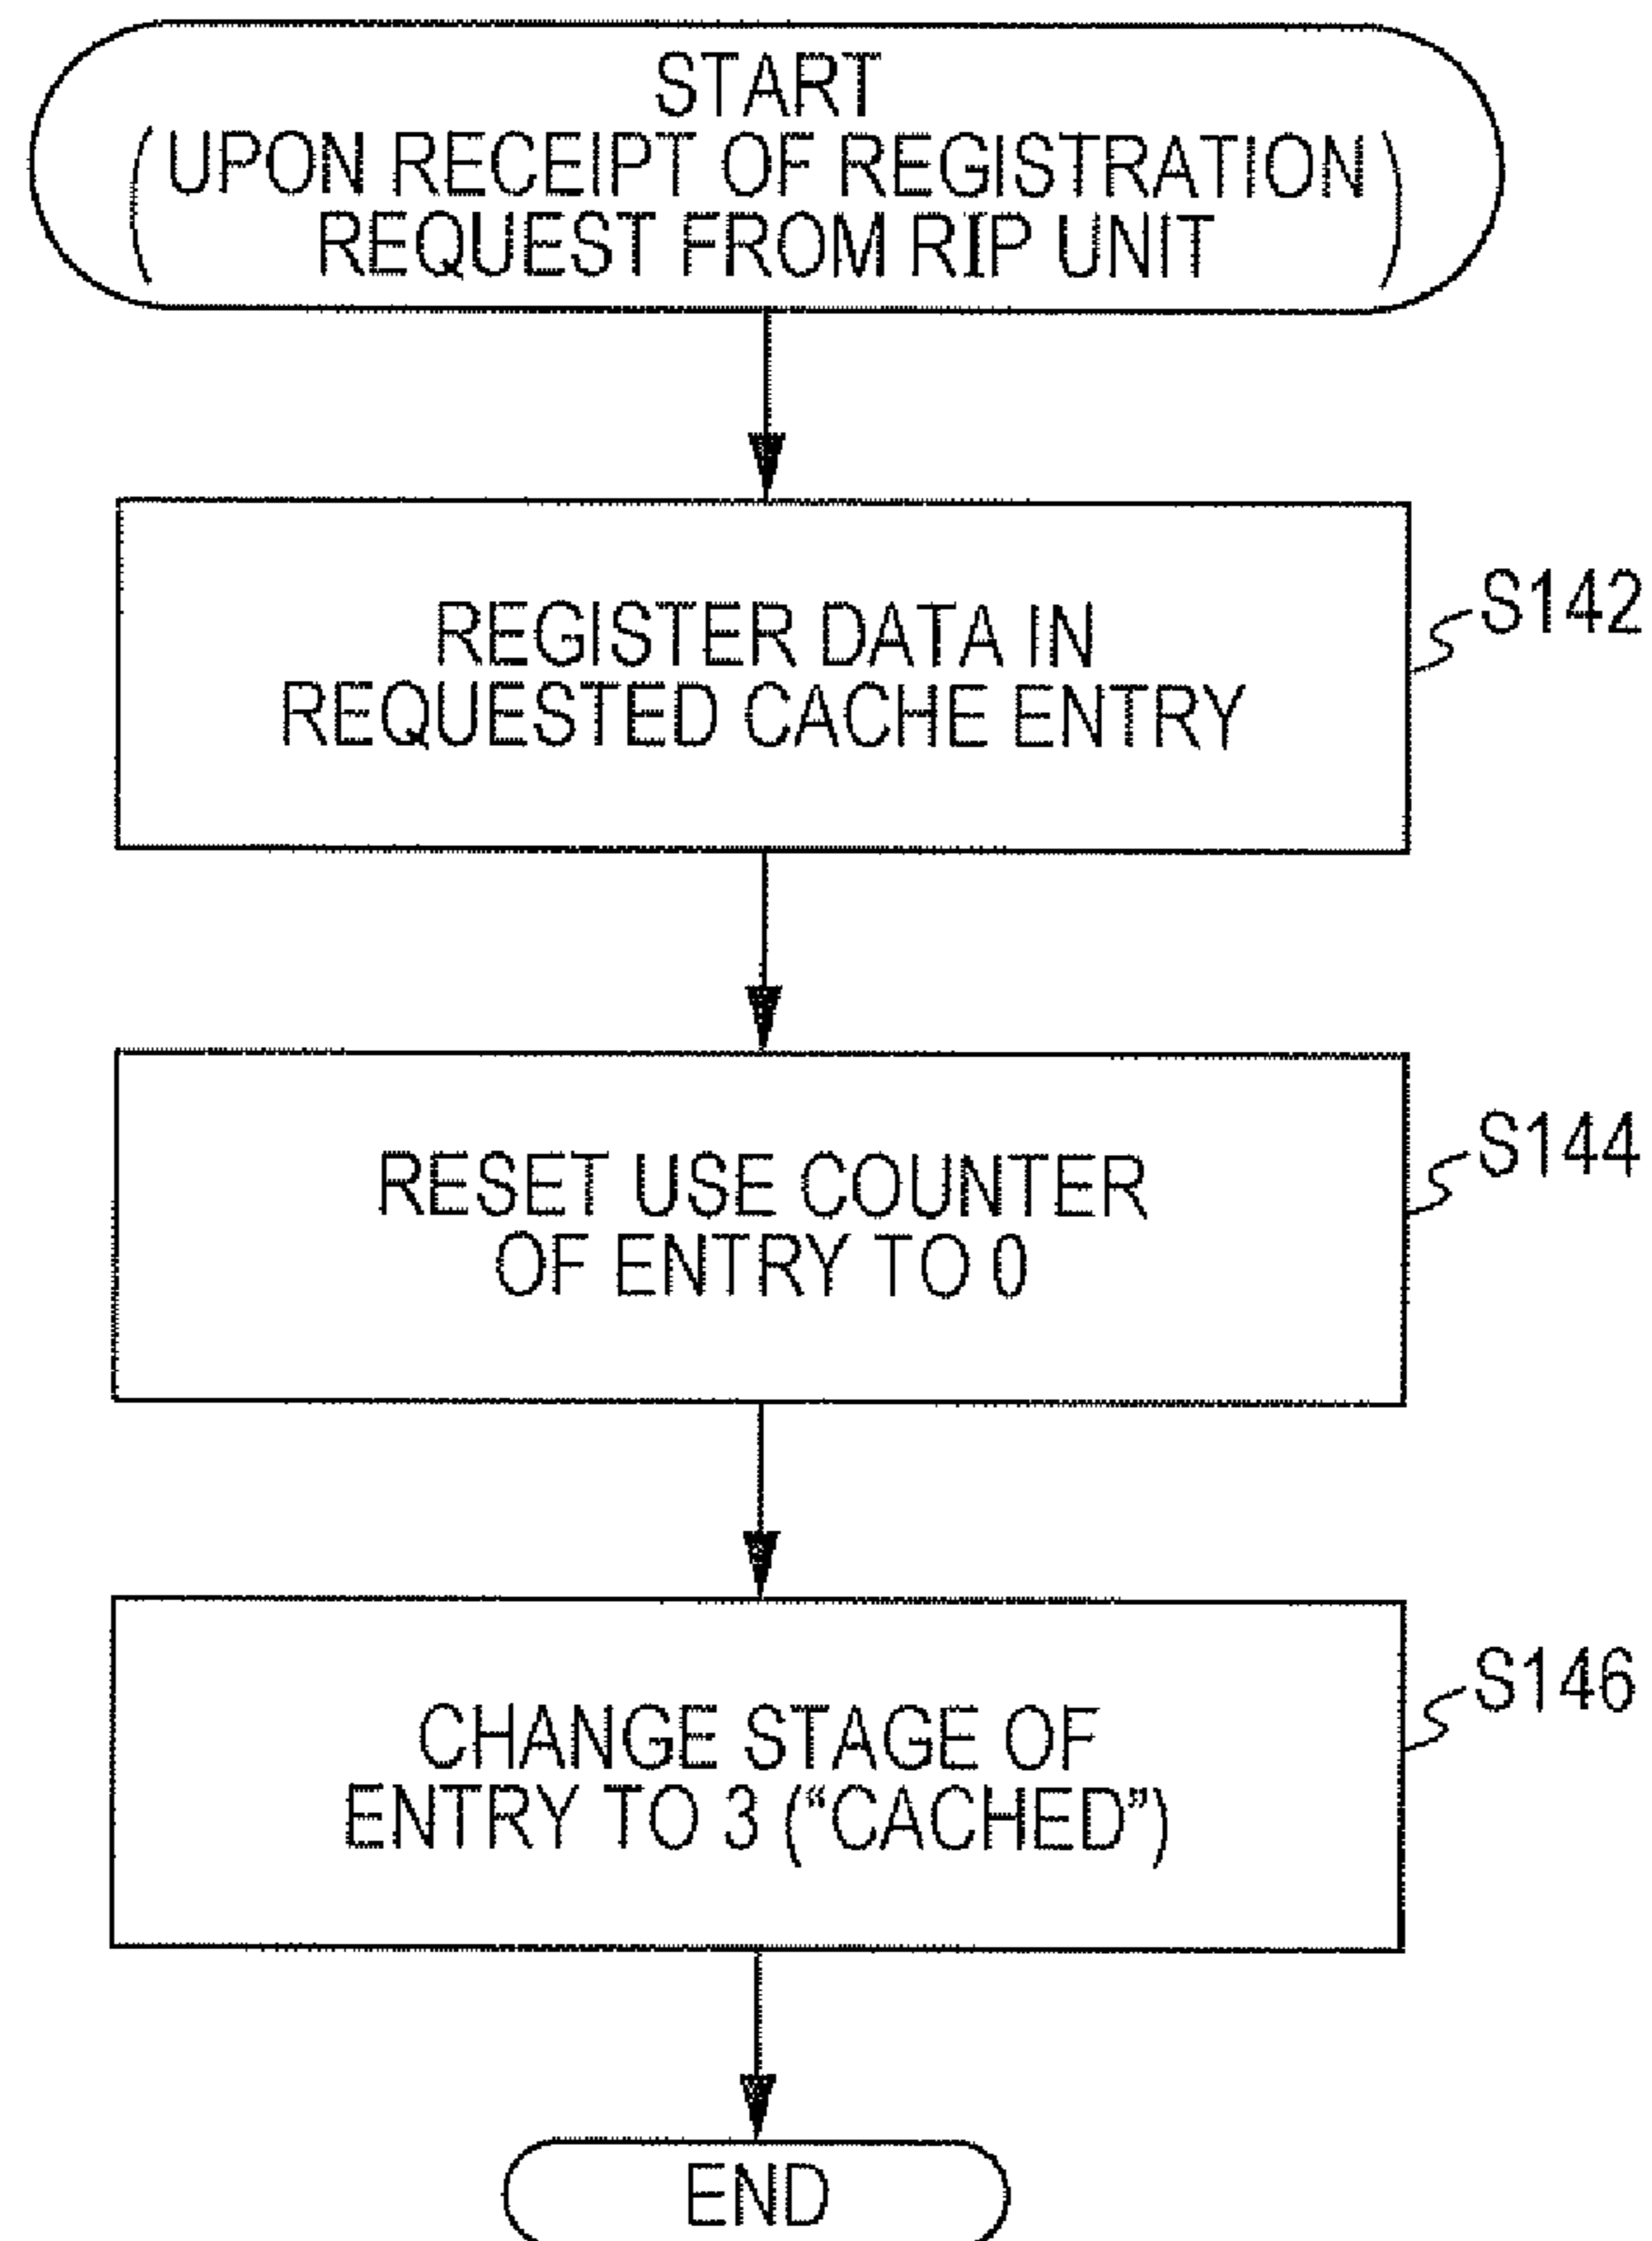 START
(UPON RECEIPT OF REGISTRATION
REQUEST FROM RIP UNIT)
REGISTER DATA IN
REQUESTED CACHE ENTRY
S142
RESET USE COUNTER
OF ENTRY TO 0
S144
CHANGE STAGE OF
ENTRY TO 3 (“CACHED”)
S146
END